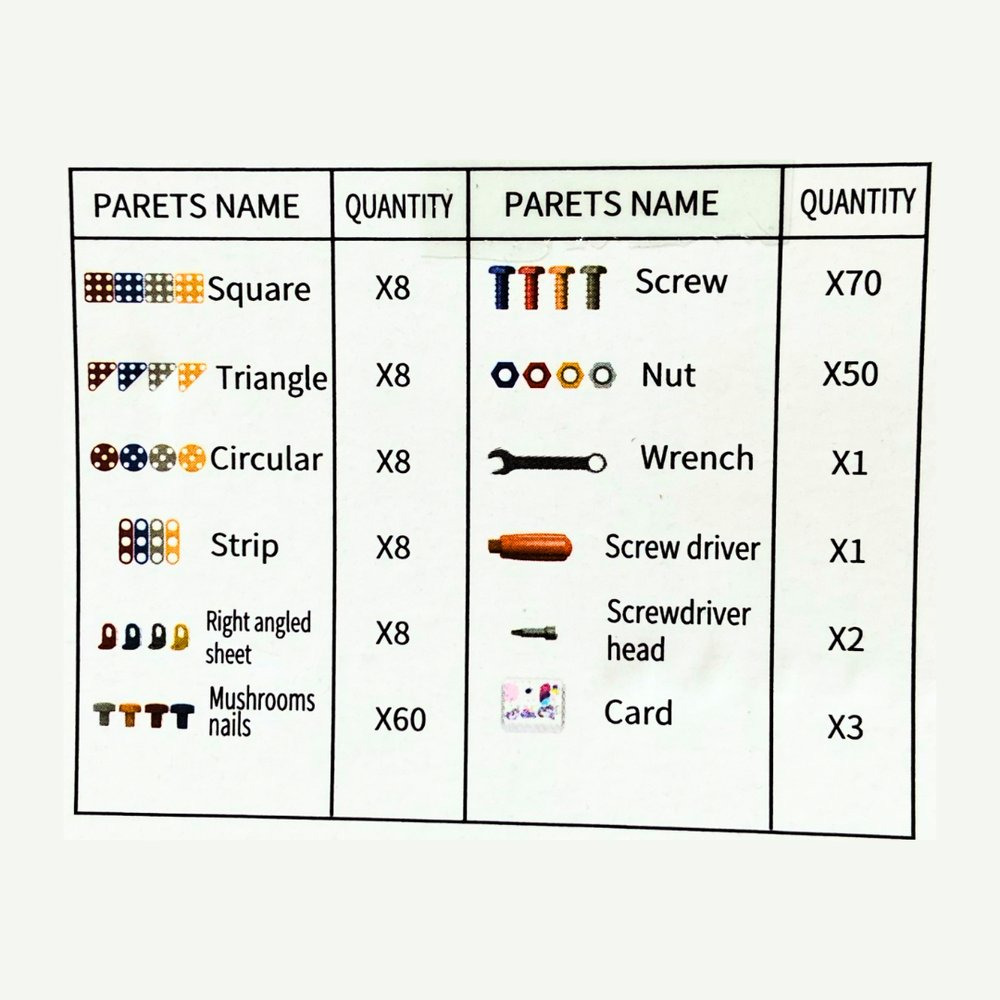 PARETS NAME QUANTITY PARETS NAME QUANTITY
Square X8 Screw X70
Triangle X8 Nut X50
Circular X8 Wrench X1
Strip X8 Screw driver X1
Right angled
sheet X8 Screwdriver
head X2
Mushrooms
nails X60 Card X3